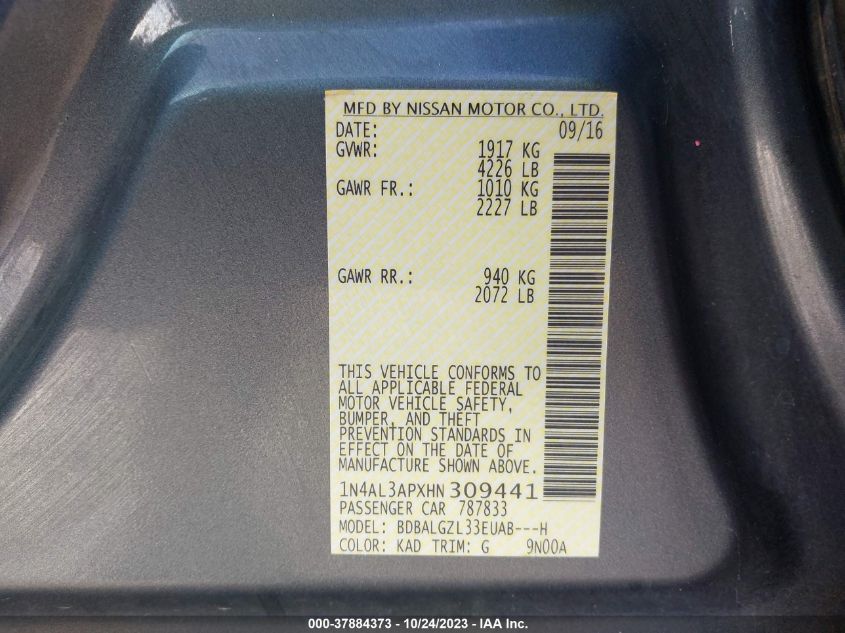 MFD BY NISSAN MOTOR CO., LTD.
DATE: 09/16
GVWR: 1917 KG
4226 LB
GAWR FR.: 1010 KG
2227 LB
GAWR RR.: 940 KG
2072 LB
THIS VEHICLE CONFORMS TO
ALL APPLICABLE FEDERAL
MOTOR VEHICLE SAFETY,
BUMPER, AND THEFT
PREVENTION STANDARDS IN
EFFECT ON THE DATE OF
MANUFACTURE SHOWN ABOVE.
1N4AL3APXHN309441
PASSENGER CAR 787833
MODEL: BDBALGZL33EUAB---H
COLOR: KAD TRIM: G 9N00A
000-37884373 - 10/24/2023 - IAA Inc.